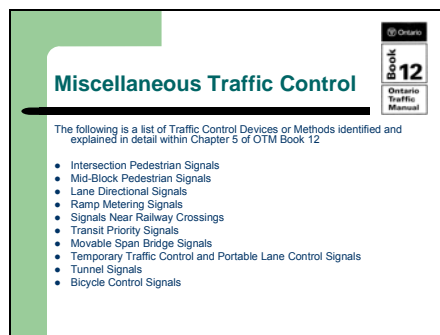 Ontario
Book 12
Ontario
Traffic
Manual
Miscellaneous Traffic Control
The following is a list of Traffic Control Devices or Methods identified and
explained in detail within Chapter 5 of OTM Book 12
● Intersection Pedestrian Signals
● Mid-Block Pedestrian Signals
● Lane Directional Signals
● Ramp Metering Signals
● Signals Near Railway Crossings
● Transit Priority Signals
● Movable Span Bridge Signals
● Temporary Traffic Control and Portable Lane Control Signals
● Tunnel Signals
● Bicycle Control Signals